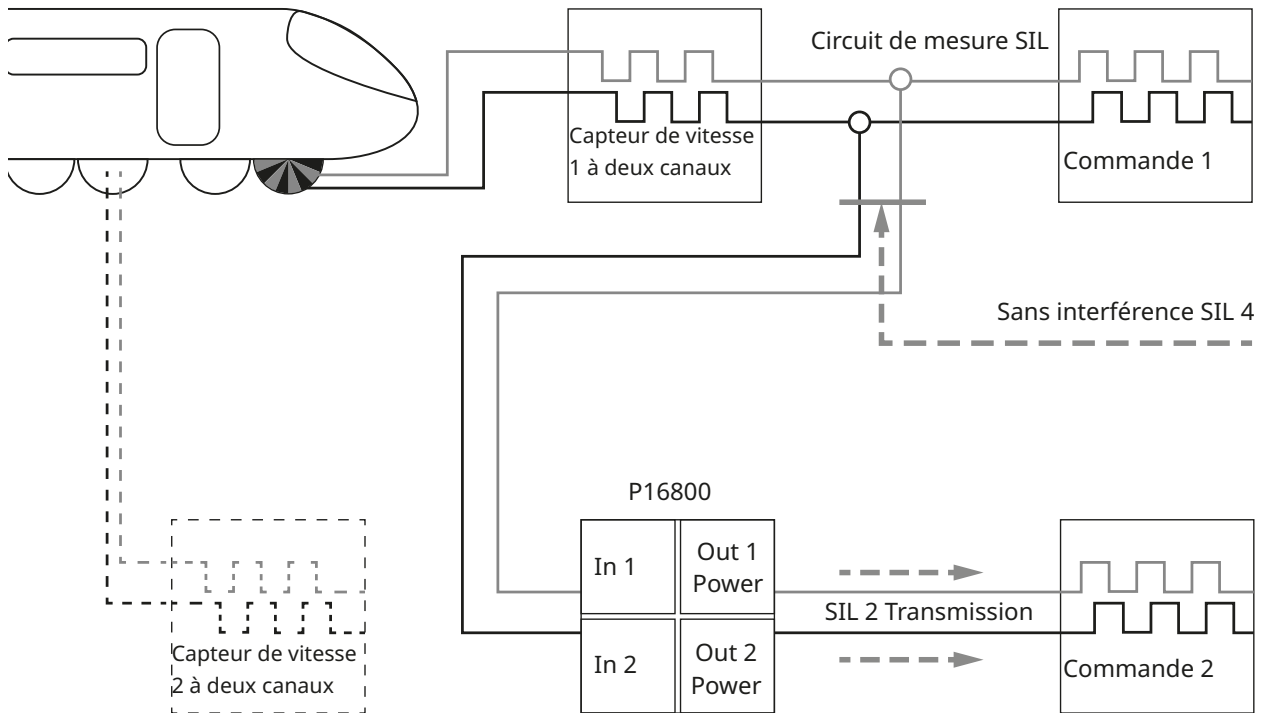 Circuit de mesure SIL
Capteur de vitesse
1 à deux canaux
Commande 1
Sans interférence SIL 4
P16800
In 1
Out 1
Power
SIL 2 Transmission
In 2
Out 2
Power
Capteur de vitesse
2 à deux canaux
Commande 2